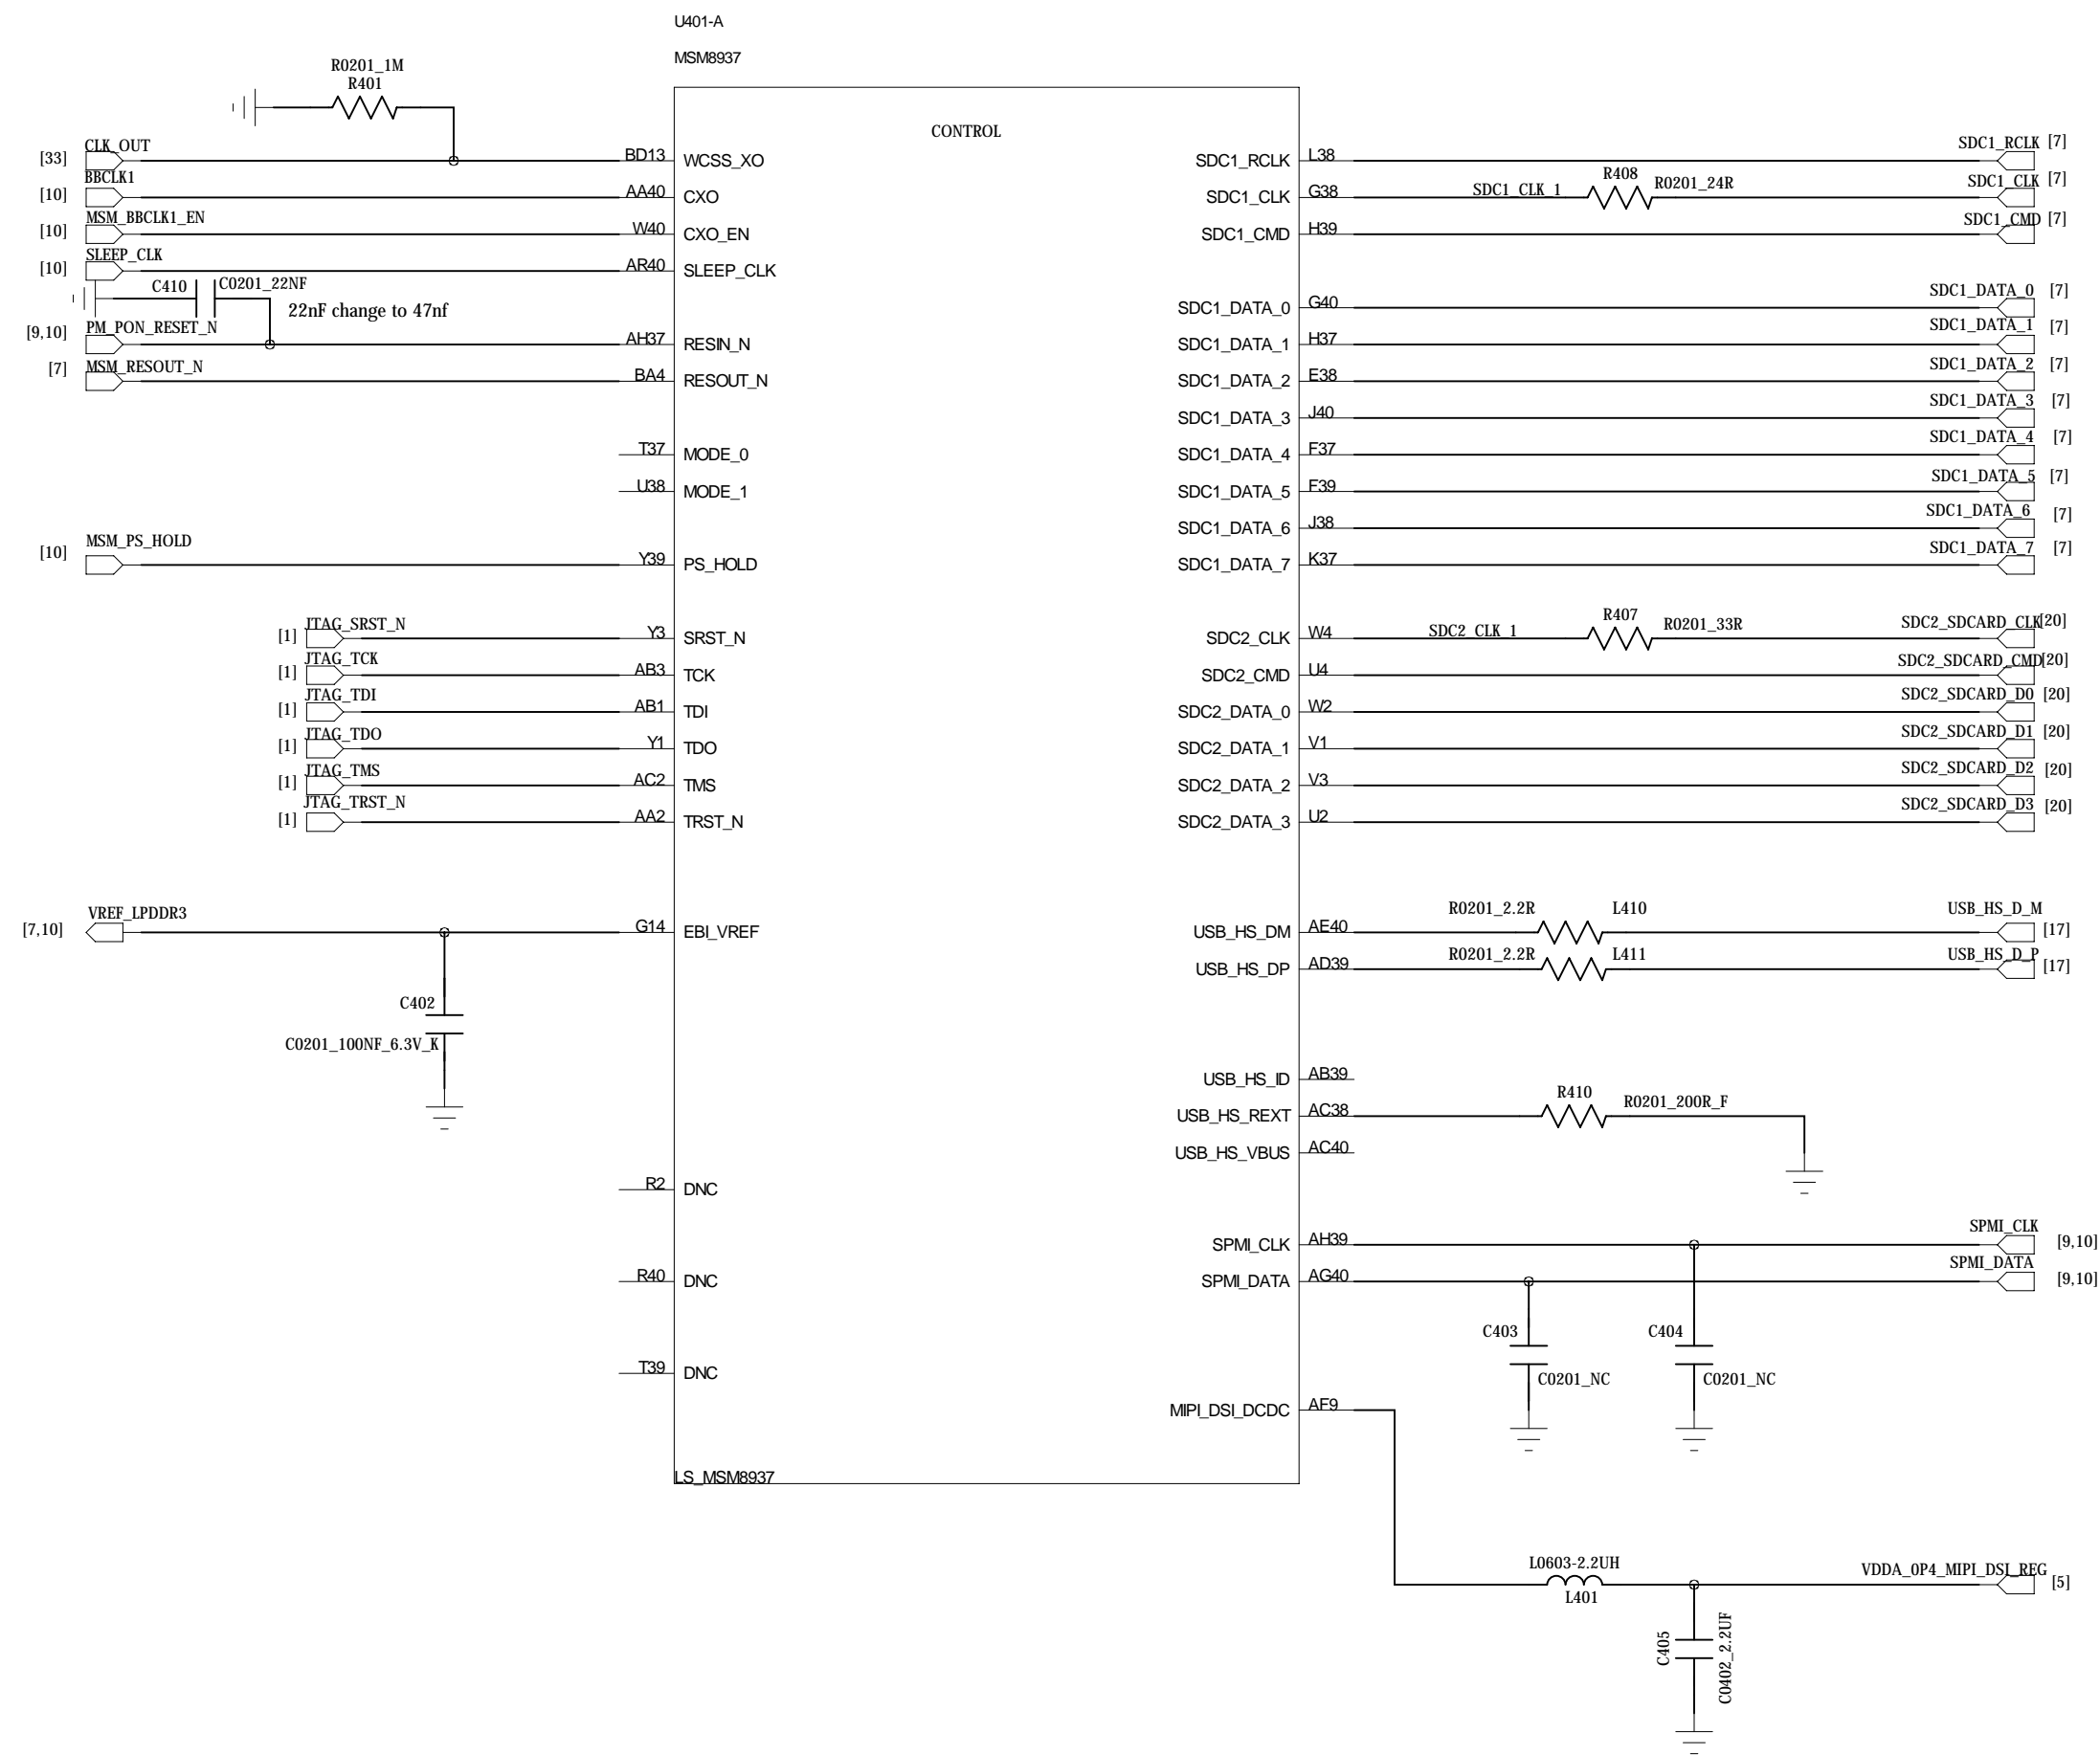 U401-A
MSM8937
CONTROL
R0201_1M
R401
[33] CLK_OUT BD13 WCSS_XO
[10] BBCLK1 AA40 CXO
[10] MSM_BBCLK1_EN W40 CXO_EN
[10] SLEEP_CLK AR40 SLEEP_CLK
C410 C0201_22NF
22nF change to 47nf
[9,10] PM_PON_RESET_N AH37 RESIN_N
[7] MSM_RESOUT_N BA4 RESOUT_N
T37 MODE_0
U38 MODE_1
[10] MSM_PS_HOLD Y39 PS_HOLD
[1] JTAG_SRST_N Y3 SRST_N
[1] JTAG_TCK AB3 TCK
[1] JTAG_TDI AB1 TDI
[1] JTAG_TDO Y1 TDO
[1] JTAG_TMS AC2 TMS
[1] JTAG_TRST_N AA2 TRST_N
[7,10] VREF_LPDDR3 G14 EBI_VREF
C402
C0201_100NF_6.3V_K
R2 DNC
R40 DNC
T39 DNC
LS_MSM8937
SDC1_RCLK L38 SDC1_RCLK [7]
SDC1_CLK G38 SDC1_CLK_1 R408 R0201_24R SDC1_CLK [7]
SDC1_CMD H39 SDC1_CMD [7]
SDC1_DATA_0 G40 SDC1_DATA_0 [7]
SDC1_DATA_1 H37 SDC1_DATA_1 [7]
SDC1_DATA_2 E38 SDC1_DATA_2 [7]
SDC1_DATA_3 J40 SDC1_DATA_3 [7]
SDC1_DATA_4 F37 SDC1_DATA_4 [7]
SDC1_DATA_5 F39 SDC1_DATA_5 [7]
SDC1_DATA_6 J38 SDC1_DATA_6 [7]
SDC1_DATA_7 K37 SDC1_DATA_7 [7]
SDC2_CLK W4 SDC2_CLK_1 R407 R0201_33R SDC2_SDCARD_CLK [20]
SDC2_CMD U4 SDC2_SDCARD_CMD [20]
SDC2_DATA_0 W2 SDC2_SDCARD_D0 [20]
SDC2_DATA_1 V1 SDC2_SDCARD_D1 [20]
SDC2_DATA_2 V3 SDC2_SDCARD_D2 [20]
SDC2_DATA_3 U2 SDC2_SDCARD_D3 [20]
USB_HS_DM AE40 R0201_2.2R L410 USB_HS_D_M [17]
USB_HS_DP AD39 R0201_2.2R L411 USB_HS_D_P [17]
USB_HS_ID AB39
USB_HS_REXT AC38 R410 R0201_200R_F
USB_HS_VBUS AC40
SPMI_CLK AH39 SPMI_CLK [9,10]
SPMI_DATA AG40 SPMI_DATA [9,10]
C403 C404
C0201_NC C0201_NC
MIPI_DSI_DCDC AF9
L0603-2.2UH
L401
VDDA_0P4_MIPI_DSI_REG [5]
C405
C0402_2.2UF